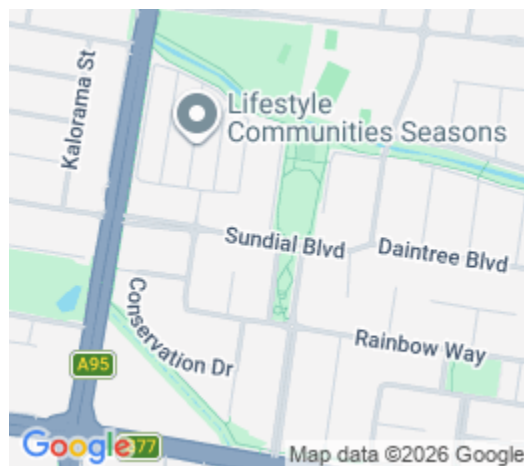 Kalorama St
Lifestyle
Communities Seasons
Sundial Blvd
Daintree Blvd
Conservation Dr
Rainbow Way
A95
Google
Map data ©2026 Google